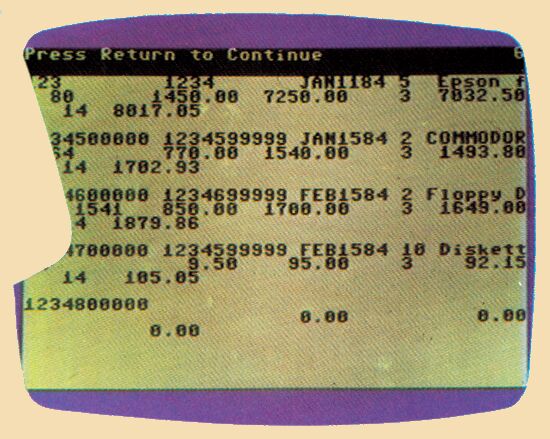 Press Return to Continue 6
23 1234 JAN1184 5 Epson f
80 1450.00 7250.00 3 7032.50
14 8017.05
34500000 1234599999 JAN1584 2 COMMODOR
64 770.00 1540.00 3 1493.80
14 1702.93
4600000 1234699999 FEB1584 2 Floppy D
1541 850.00 1700.00 3 1649.00
4 1879.86
4700000 1234599999 FEB1584 10 Diskett
9.50 95.00 3 92.15
14 105.05
1234800000
0.00 0.00
0.00